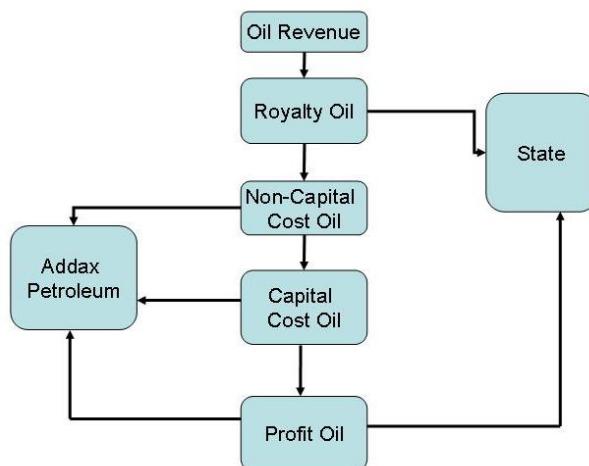 Oil Revenue
Royalty Oil
State
Non-Capital
Cost Oil
Addax
Petroleum
Capital
Cost Oil
Profit Oil